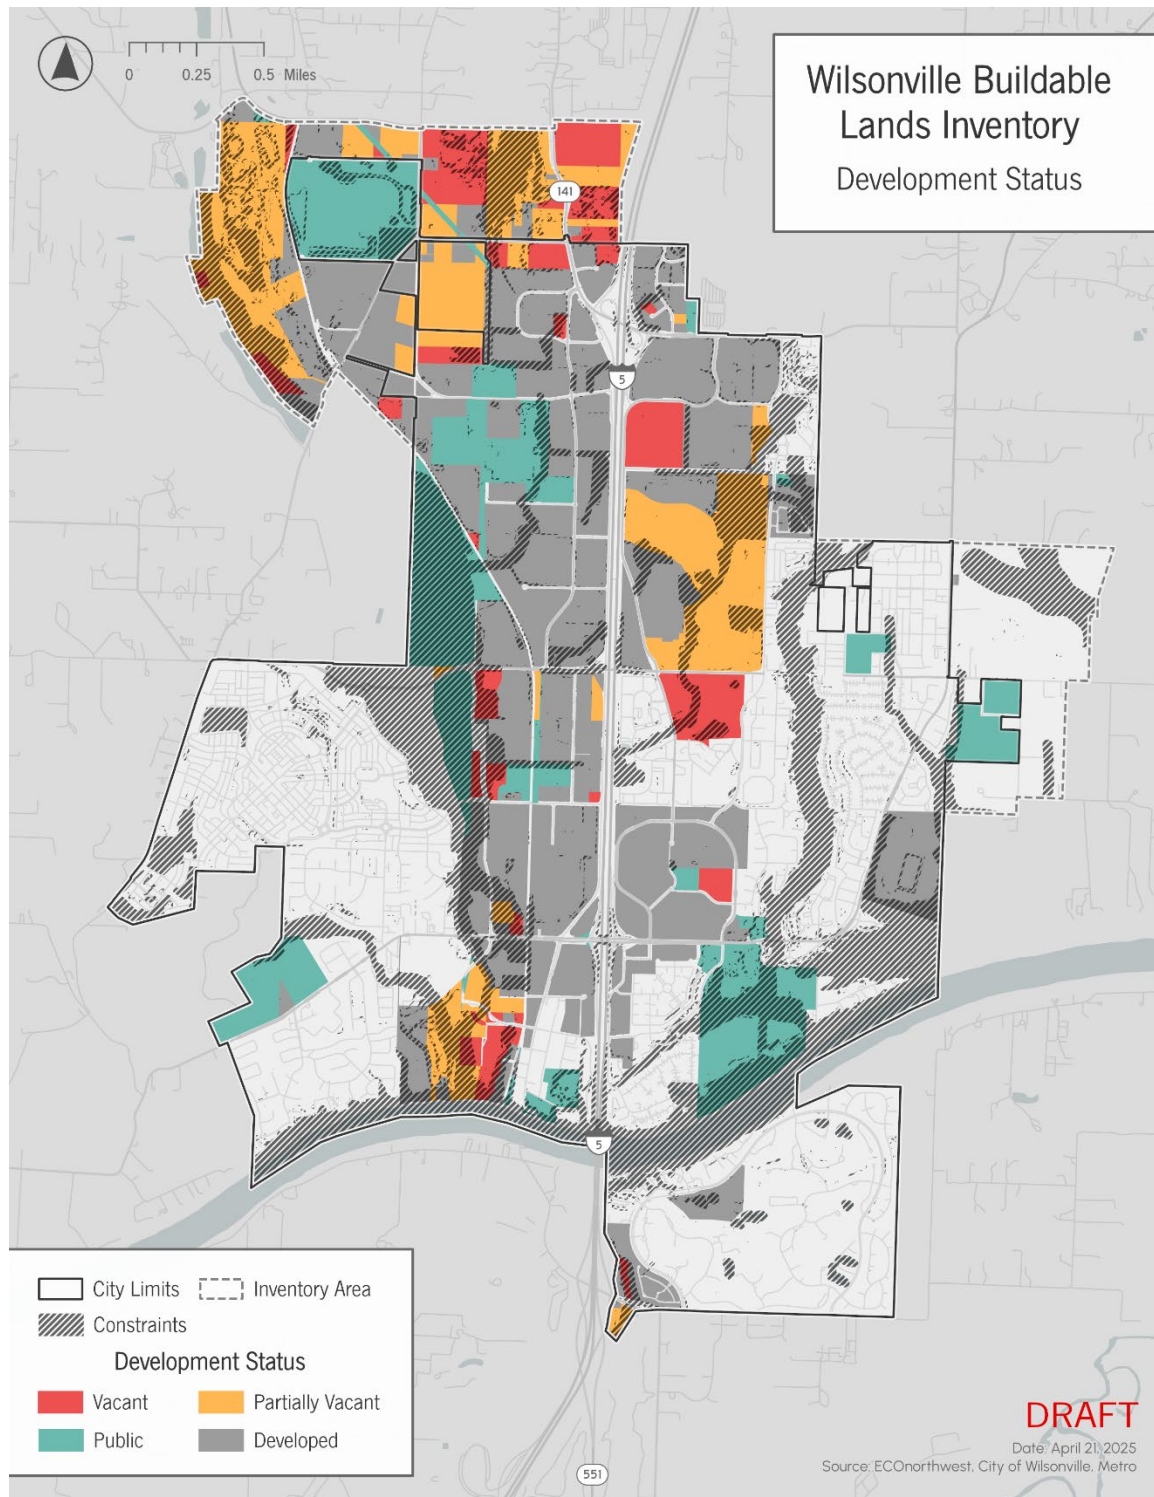 0 0.25 0.5 Miles
Wilsonville Buildable
Lands Inventory
Development Status
141
5
5
City Limits
Inventory Area
Constraints
Development Status
Vacant
Partially Vacant
Public
Developed
551
DRAFT
Date: April 21, 2025
Source: ECOnorthwest, City of Wilsonville, Metro